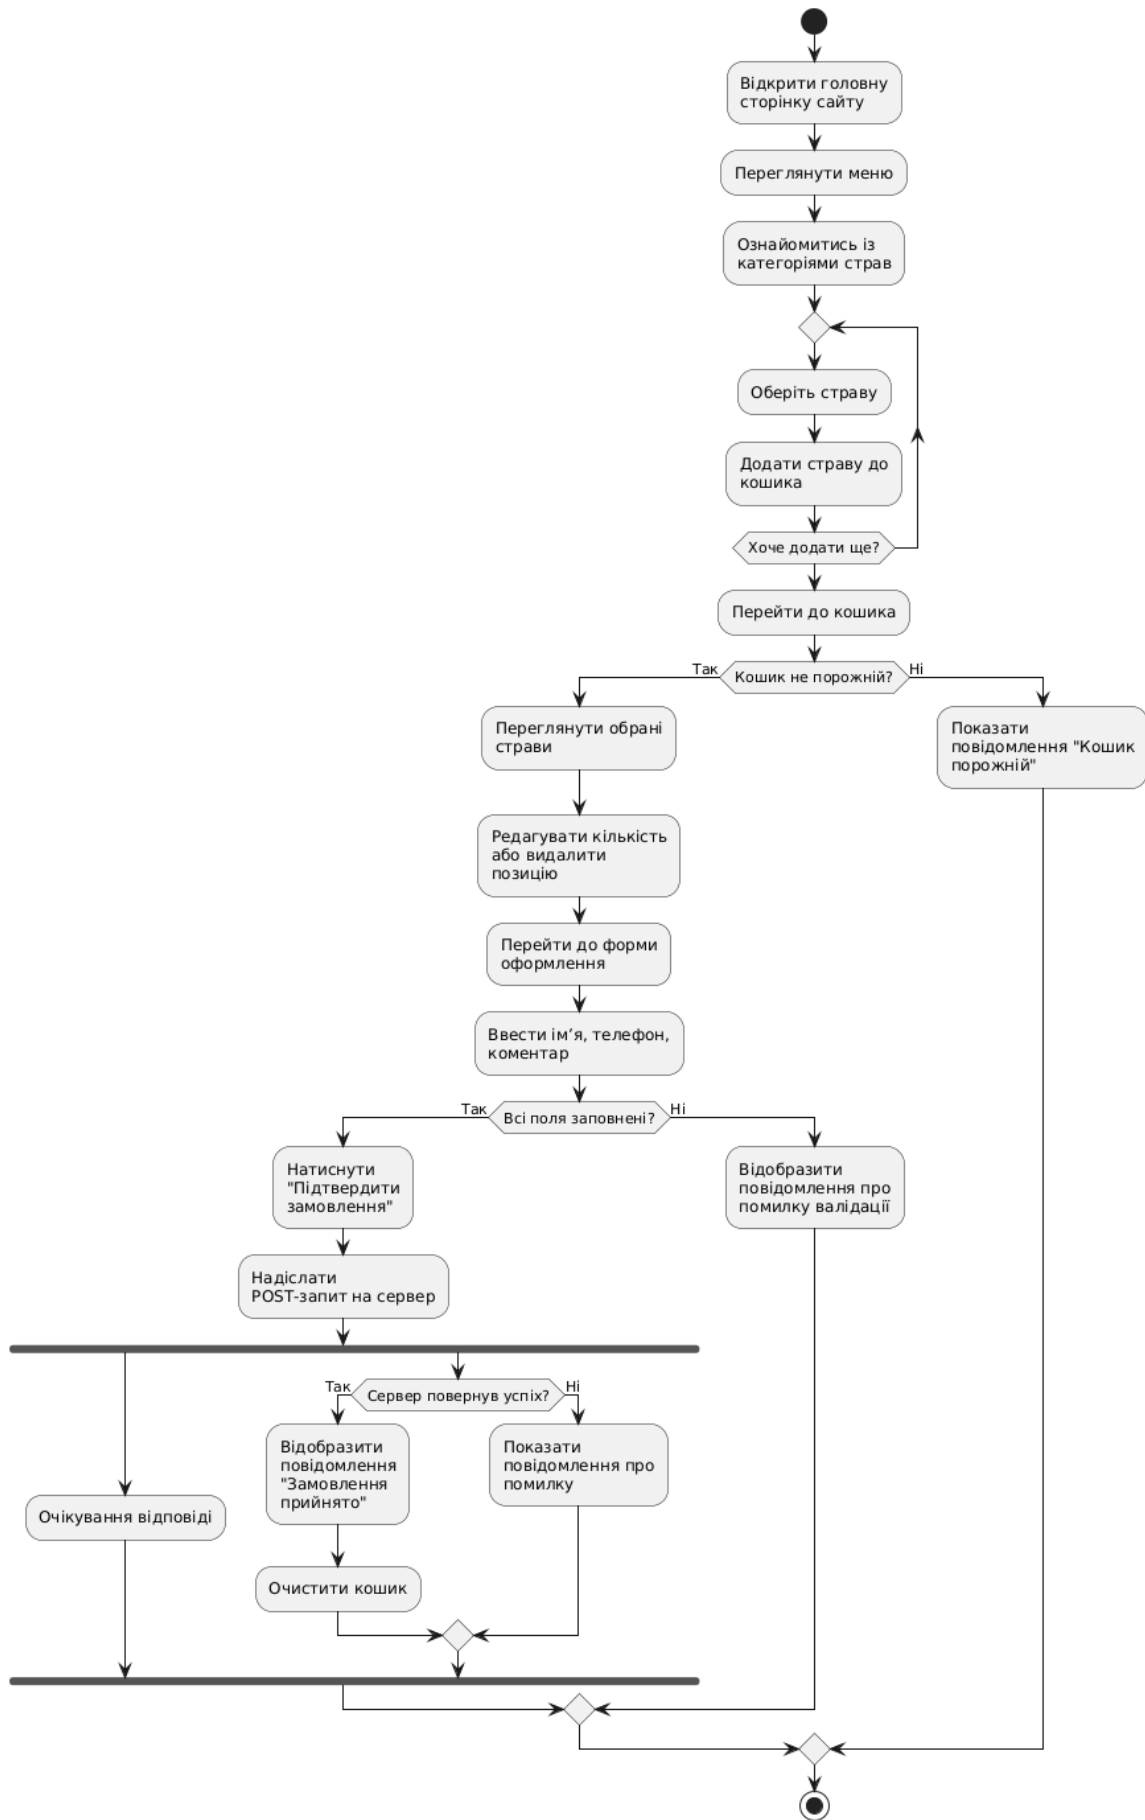 Відкрити головну
сторінку сайту
Переглянути меню
Ознайомитись із
категоріями страв
Оберіть страву
Додати страву до
кошика
Хоче додати ще?
Перейти до кошика
Так
Кошик не порожній?
Ні
Переглянути обрані
страви
Показати
повідомлення "Кошик
порожній"
Редагувати кількість
або видалити
позицію
Перейти до форми
оформлення
Ввести ім’я, телефон,
коментар
Так
Всі поля заповнені?
Ні
Натиснути
"Підтвердити
замовлення"
Відобразити
повідомлення про
помилку валідації
Надіслати
POST-запит на сервер
Так
Сервер повернув успіх?
Ні
Відобразити
повідомлення
"Замовлення
прийнято"
Показати
повідомлення про
помилку
Очікування відповіді
Очистити кошик